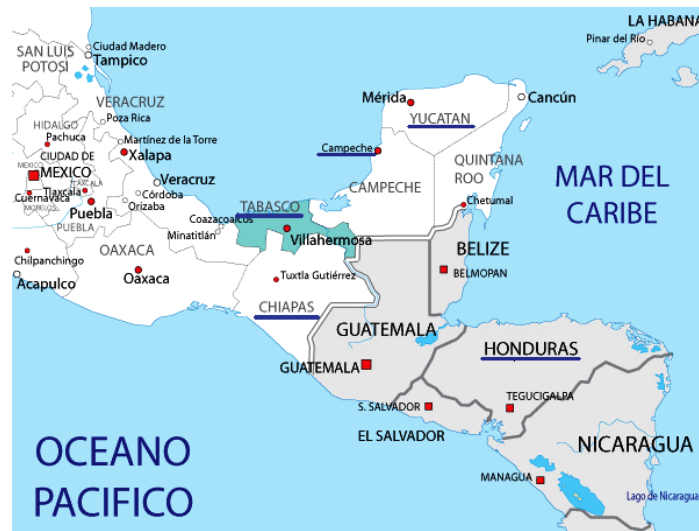 LA HABANA
Pinar del Río
SAN LUIS
POTOSI
Ciudad Madero
Tampico
VERACRUZ
Poza Rica
HIDALGO
Pachuca
Martínez de la Torre
CIUDAD DE
MEXICO
MEXICO
Xalapa
TLAXCALA
Tlaxcala
Cuernavaca
MORELOS
Puebla
PUEBLA
Veracruz
Córdoba
Orizaba
Coazacoalcos
Minatitlán
TABASCO
Villahermosa
Mérida
YUCATAN
Cancún
Campeche
CAMPECHE
QUINTANA
ROO
Chetumal
MAR DEL
CARIBE
Chilpanchingo
Acapulco
OAXACA
Oaxaca
Tuxtla Gutiérrez
CHIAPAS
BELIZE
BELMOPAN
GUATEMALA
GUATEMALA
HONDURAS
TEGUCIGALPA
S. SALVADOR
EL SALVADOR
NICARAGUA
MANAGUA
Lago de Nicaragua
OCEANO
PACIFICO